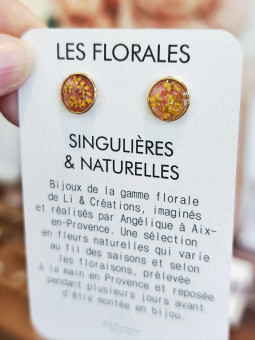 LES FLORALES
SINGULIÈRES
& NATURELLES
Bijoux de la gamme florale
de Li & Créations, imaginés
et réalisés par Angélique à Aix-
en-Provence. Une sélection
en fleurs naturelles qui varie
au fil des saisons et selon
les floraisons, prélevée
à la main en Provence et reposée
pendant plusieurs jours avant
d'être montée en bijou.